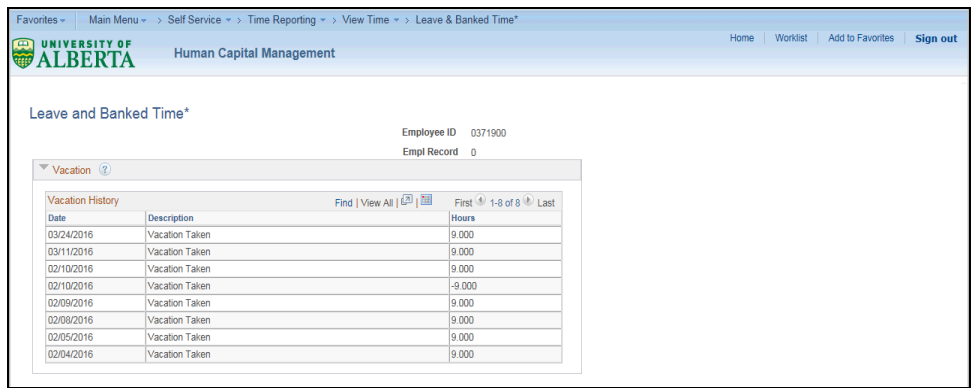 Favorites Main Menu > Self Service > Time Reporting > View Time > Leave & Banked Time*
Home Worklist Add to Favorites Sign out
UNIVERSITY OF
ALBERTA
Human Capital Management
Leave and Banked Time*
Employee ID 0371900
Empl Record 0
Vacation ?
Vacation History Find | View All | | First 1-8 of 8 Last
Date Description Hours
03/24/2016 Vacation Taken 9.000
03/11/2016 Vacation Taken 9.000
02/10/2016 Vacation Taken 9.000
02/10/2016 Vacation Taken -9.000
02/09/2016 Vacation Taken 9.000
02/08/2016 Vacation Taken 9.000
02/05/2016 Vacation Taken 9.000
02/04/2016 Vacation Taken 9.000